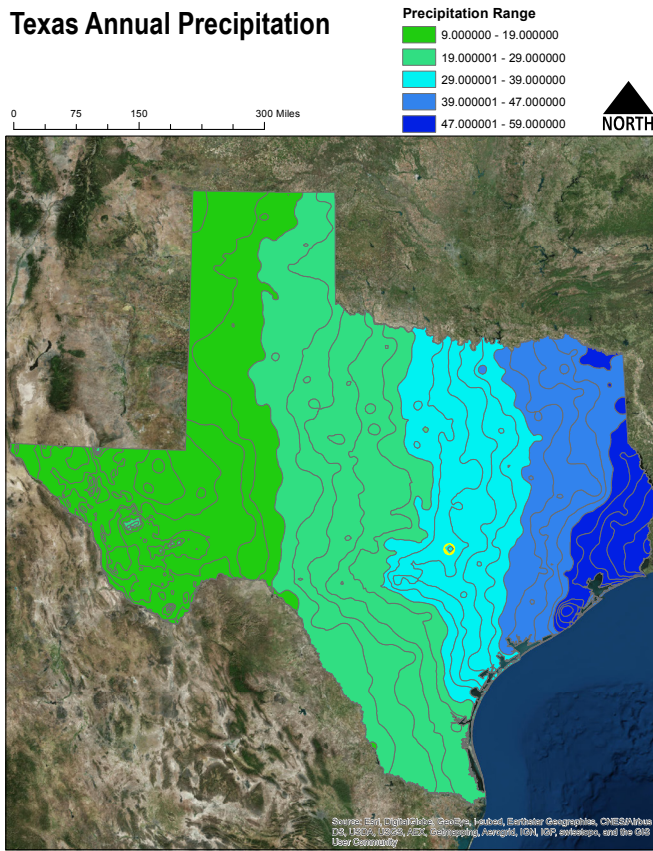 Texas Annual Precipitation
Precipitation Range
9.000000 - 19.000000
19.000001 - 29.000000
29.000001 - 39.000000
39.000001 - 47.000000
47.000001 - 59.000000
0 75 150 300 Miles
NORTH
Source: Esri, DigitalGlobe, GeoEye, i-cubed, Earthstar Geographics, CNES/Airbus
DS, USDA, USGS, AEX, Getmapping, Aerogrid, IGN, IGP, swisstopo, and the GIS
User Community